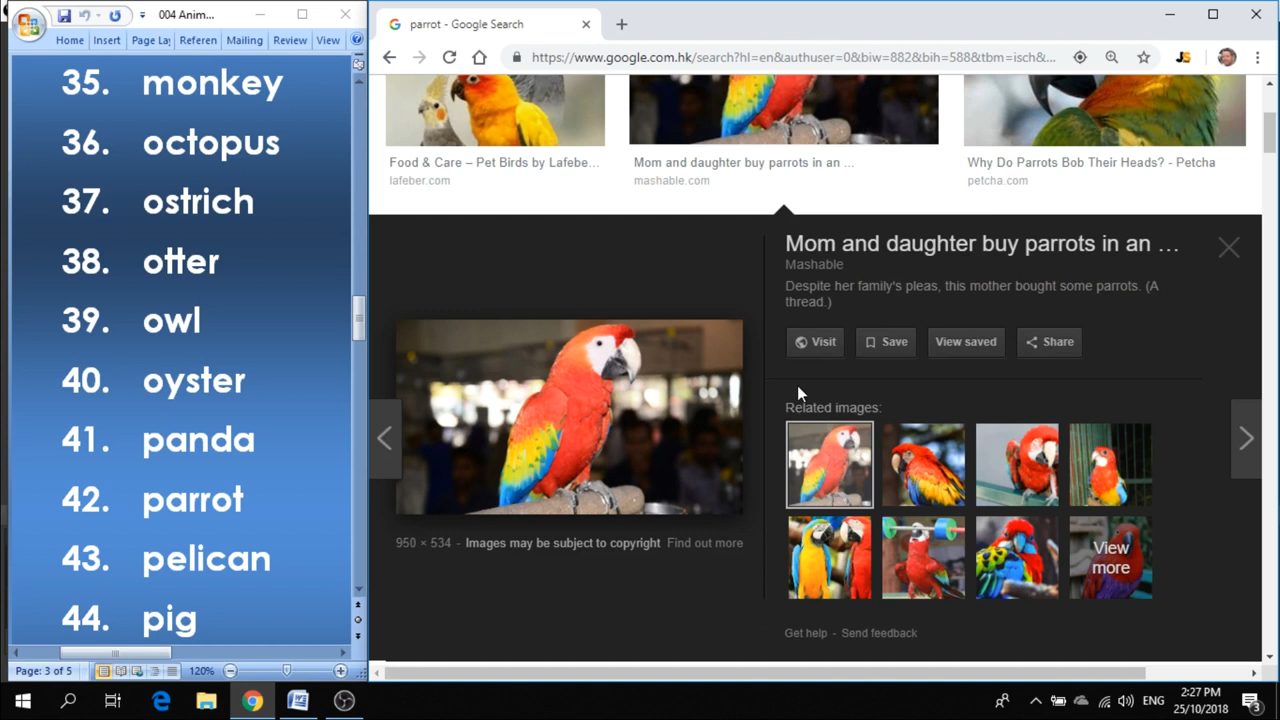 004 Anim...
Home Insert Page La Referen Mailing Review View
35. monkey
36. octopus
37. ostrich
38. otter
39. owl
40. oyster
41. panda
42. parrot
43. pelican
44. pig
Page: 3 of 5 120%
parrot - Google Search
https://www.google.com.hk/search?hl=en&authuser=0&biw=882&bih=588&tbm=isch&...
JS
Food & Care – Pet Birds by Lafebe...
lafeber.com
Mom and daughter buy parrots in an ...
mashable.com
Why Do Parrots Bob Their Heads? - Petcha
petcha.com
Mom and daughter buy parrots in an ...
Mashable
Despite her family's pleas, this mother bought some parrots. (A
thread.)
Visit Save View saved Share
Related images:
View
more
950 × 534 - Images may be subject to copyright Find out more
Get help - Send feedback
ENG
2:27 PM
25/10/2018
3